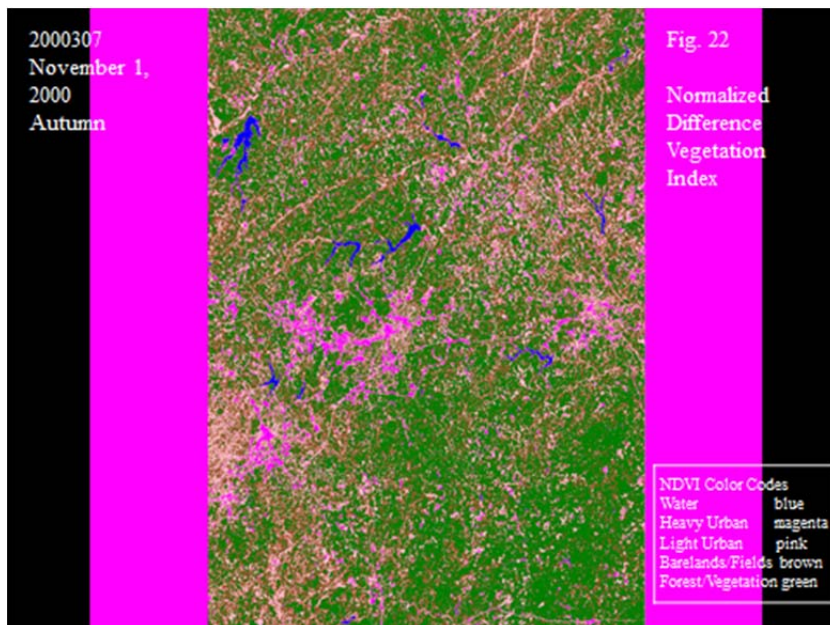 2000307
November 1,
2000
Autumn
Fig. 22
Normalized
Difference
Vegetation
Index
NDVI Color Codes
Water blue
Heavy Urban magenta
Light Urban pink
Barelands/Fields brown
Forest/Vegetation green